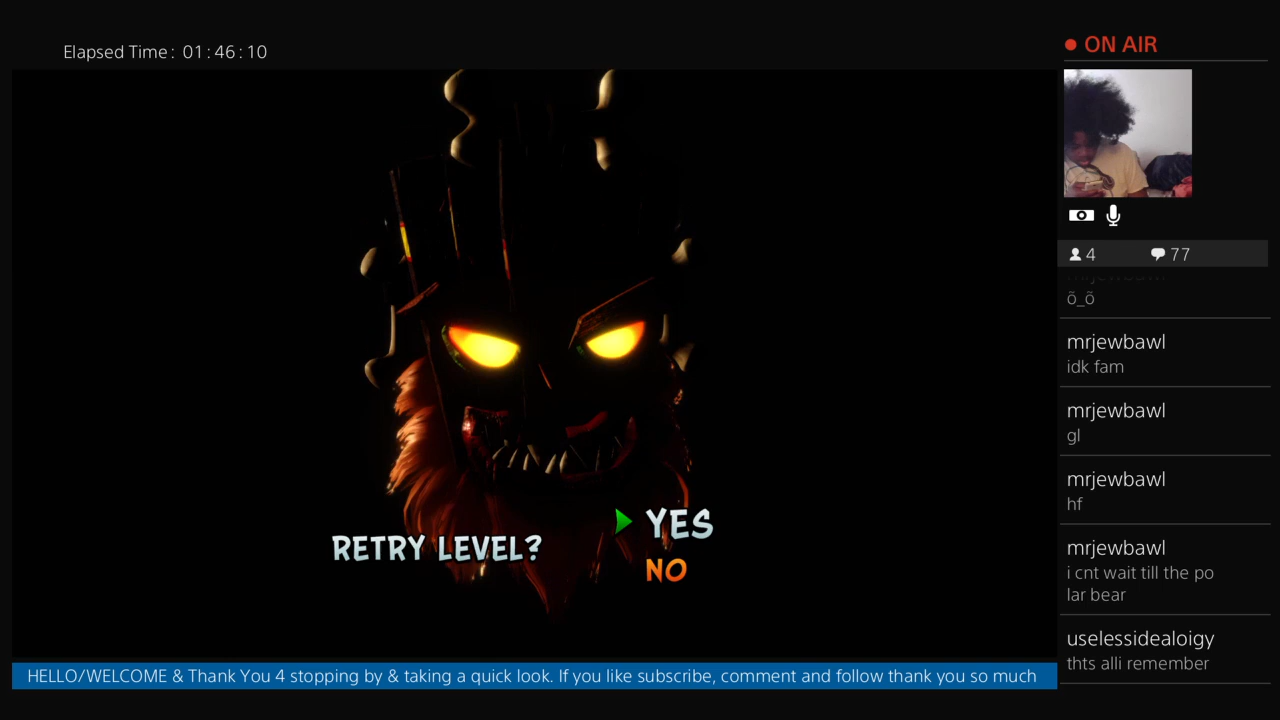 Elapsed Time: 01:46:10
ON AIR
4 77
õ_õ
mrjewbawl
idk fam
mrjewbawl
gl
mrjewbawl
hf
mrjewbawl
i cnt wait till the po
lar bear
uselessidealoigy
thts alli remember
RETRY LEVEL?
YES
NO
HELLO/WELCOME & Thank You 4 stopping by & taking a quick look. If you like subscribe, comment and follow thank you so much